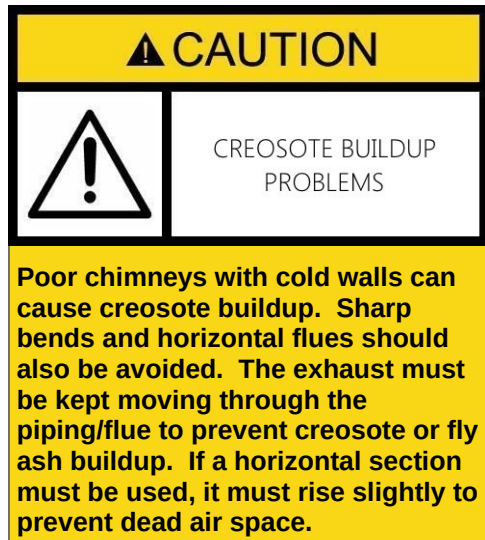 CAUTION
CREOSOTE BUILDUP
PROBLEMS
Poor chimneys with cold walls can
cause creosote buildup.  Sharp
bends and horizontal flues should
also be avoided.  The exhaust must
be kept moving through the
piping/flue to prevent creosote or fly
ash buildup.  If a horizontal section
must be used, it must rise slightly to
prevent dead air space.